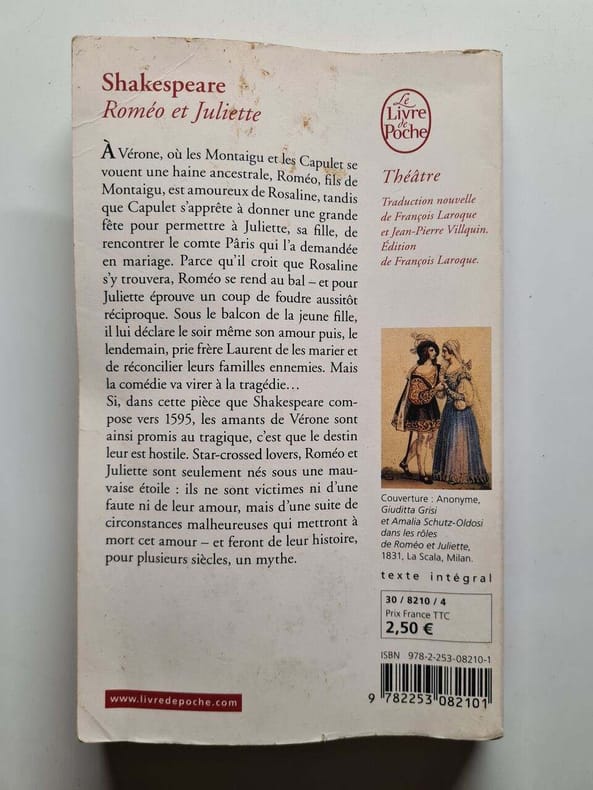 Shakespeare
Roméo et Juliette
À Vérone, où les Montaigu et les Capulet se
vouent une haine ancestrale, Roméo, fils de
Montaigu, est amoureux de Rosaline, tandis
que Capulet s'apprête à donner une grande
fête pour permettre à Juliette, sa fille, de
rencontrer le comte Pâris qui l'a demandée
en mariage. Parce qu'il croit que Rosaline
s'y trouvera, Roméo se rend au bal – et pour
Juliette éprouve un coup de foudre aussitôt
réciproque. Sous le balcon de la jeune fille,
il lui déclare le soir même son amour puis, le
lendemain, prie frère Laurent de les marier et
de réconcilier leurs familles ennemies. Mais
la comédie va virer à la tragédie...
Si, dans cette pièce que Shakespeare com-
pose vers 1595, les amants de Vérone sont
ainsi promis au tragique, c'est que le destin
leur est hostile. Star-crossed lovers, Roméo et
Juliette sont seulement nés sous une mau-
vaise étoile : ils ne sont victimes ni d'une
faute ni de leur amour, mais d'une suite de
circonstances malheureuses qui mettront à
mort cet amour – et feront de leur histoire,
pour plusieurs siècles, un mythe.
www.livredepoche.com
Le
Livre
de
Poche
Théâtre
Traduction nouvelle
de François Laroque
et Jean-Pierre Villquin.
Édition
de François Laroque.
Couverture : Anonyme,
Giuditta Grisi
et Amalia Schutz-Oldosi
dans les rôles
de Roméo et Juliette,
1831, La Scala, Milan.
texte intégral
30 / 8210 / 4
Prix France TTC
2,50 €
ISBN 978-2-253-08210-1
9 782253 082101